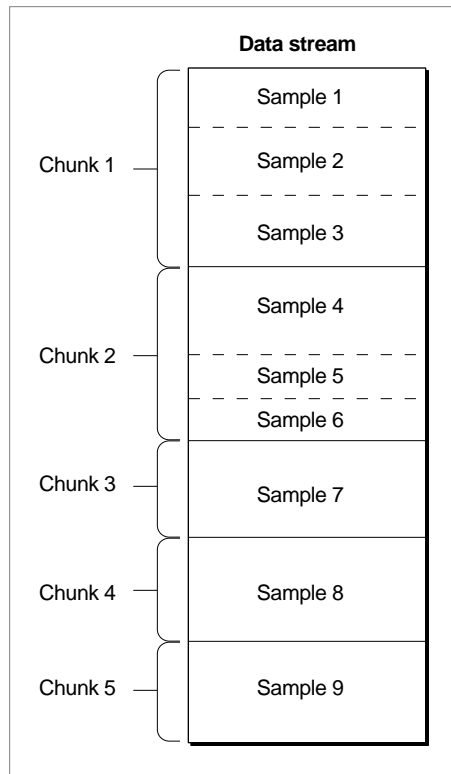 Data stream
Sample 1
Chunk 1
Sample 2
Sample 3
Sample 4
Chunk 2
Sample 5
Sample 6
Chunk 3
Sample 7
Chunk 4
Sample 8
Chunk 5
Sample 9